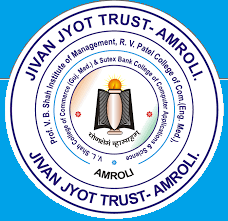 JIVAN JYOT TRUST- AMROLI.
Prof. V. B. Shah Institute of Management, R. V. Patel College of Com.(Eng. Med.),
V. L. Shah College of Commerce (Guj. Med.) & Sutex Bank College of Computer Applications & Science
AMROLI
JIVAN JYOT TRUST- AMROLI.